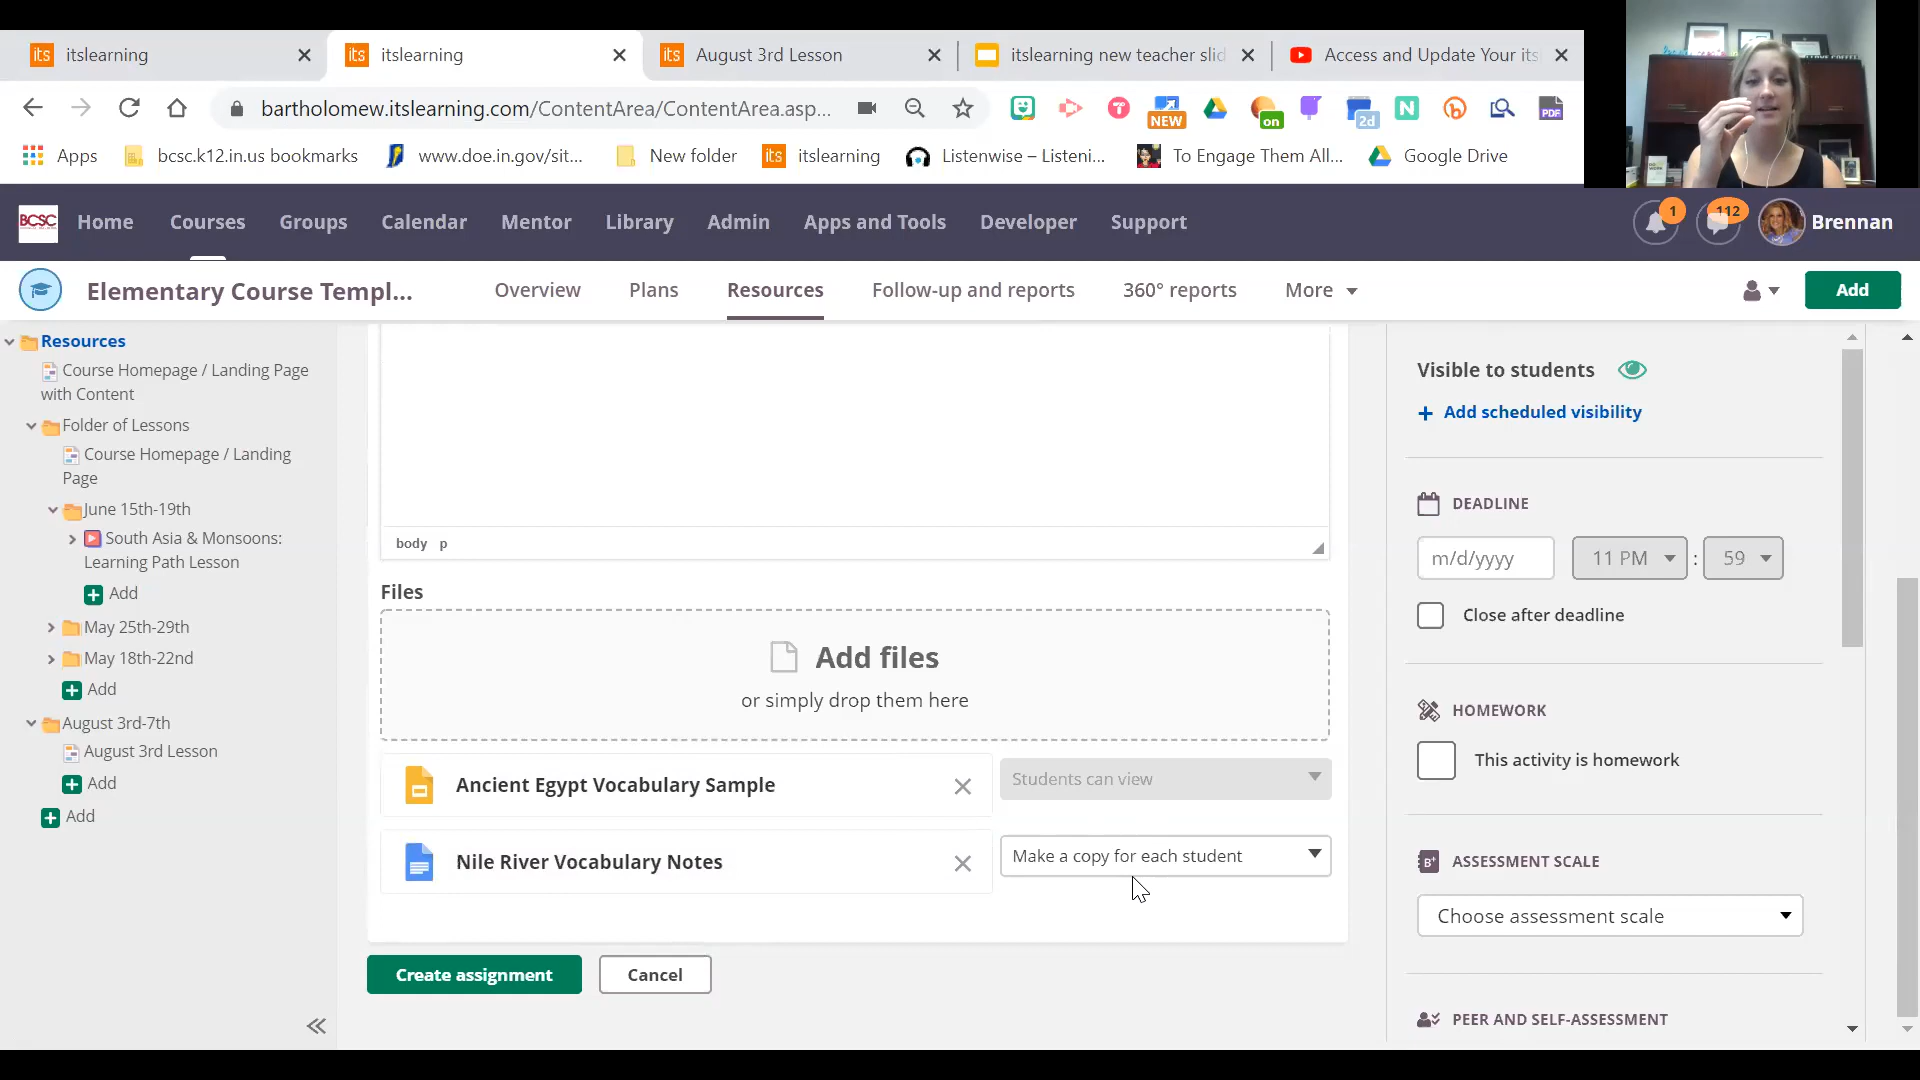 itslearning
itslearning
August 3rd Lesson
itslearning new teacher slid
Access and Update Your its
bartholomew.itslearning.com/ContentArea/ContentArea.asp...
NEW
on
2d
N
PDF
Apps
bcsc.k12.in.us bookmarks
www.doe.in.gov/sit...
New folder
its
itslearning
Listenwise – Listeni...
To Engage Them All...
Google Drive
BCSC
Home
Courses
Groups
Calendar
Mentor
Library
Admin
Apps and Tools
Developer
Support
1
112
Brennan
Elementary Course Templ...
Overview
Plans
Resources
Follow-up and reports
360° reports
More
Add
Resources
Course Homepage / Landing Page
with Content
Folder of Lessons
Course Homepage / Landing
Page
June 15th-19th
South Asia & Monsoons:
Learning Path Lesson
Add
May 25th-29th
May 18th-22nd
Add
August 3rd-7th
August 3rd Lesson
Add
Add
body p
Files
Add files
or simply drop them here
Ancient Egypt Vocabulary Sample
Students can view
Nile River Vocabulary Notes
Make a copy for each student
Create assignment
Cancel
Visible to students
+ Add scheduled visibility
DEADLINE
m/d/yyyy
11 PM : 59
Close after deadline
HOMEWORK
This activity is homework
ASSESSMENT SCALE
Choose assessment scale
PEER AND SELF-ASSESSMENT